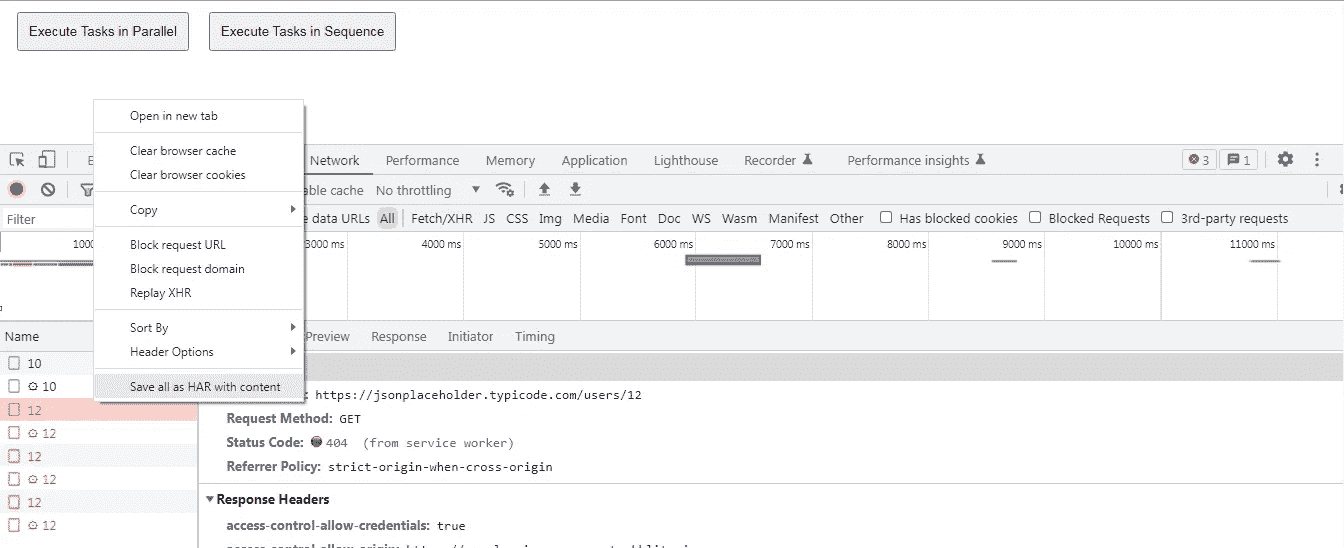 Execute Tasks in Parallel Execute Tasks in Sequence
Open in new tab
Clear browser cache
Clear browser cookies
Copy
Block request URL
Block request domain
Replay XHR
Sort By
Header Options
Save all as HAR with content
Network Performance Memory Application Lighthouse Recorder Performance insights 3 1
able cache No throttling
Filter e data URLs All Fetch/XHR JS CSS Img Media Font Doc WS Wasm Manifest Other Has blocked cookies Blocked Requests 3rd-party requests
1000 3000 ms 4000 ms 5000 ms 6000 ms 7000 ms 8000 ms 9000 ms 10000 ms 11000 ms
Name Preview Response Initiator Timing
10
10
12
12
12
12
12
12
: https://jsonplaceholder.typicode.com/users/12
Request Method: GET
Status Code: 404 (from service worker)
Referrer Policy: strict-origin-when-cross-origin
Response Headers
access-control-allow-credentials: true